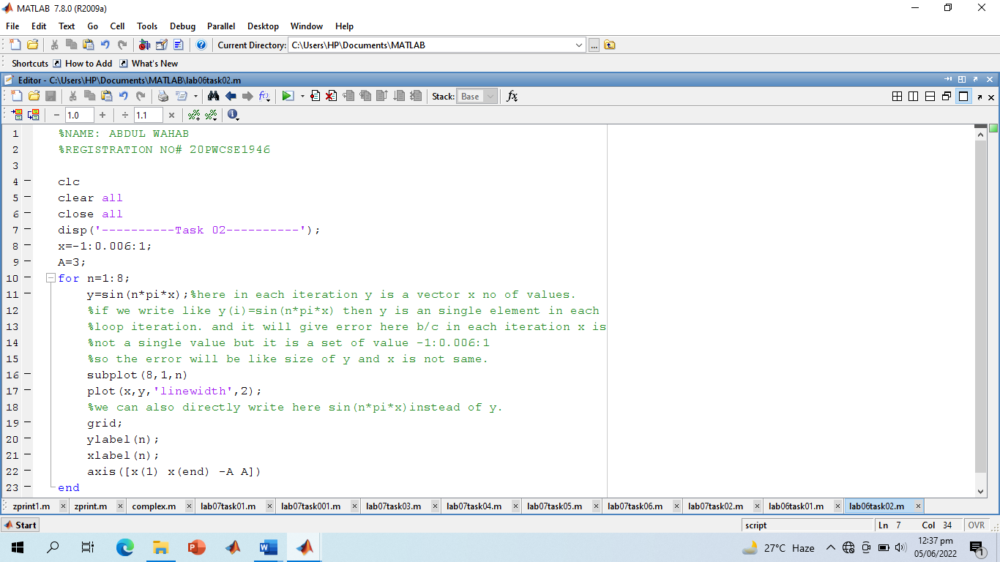 MATLAB 7.8.0 (R2009a)
File Edit Text Go Cell Tools Debug Parallel Desktop Window Help
Current Directory: C:\Users\HP\Documents\MATLAB ...
Shortcuts How to Add What's New
Editor - C:\Users\HP\Documents\MATLAB\lab06task02.m
Stack: Base fx
- 1.0 + ÷ 1.1 ×
1 %NAME: ABDUL WAHAB
2 %REGISTRATION NO# 20PWCSE1946
3
4 - clc
5 - clear all
6 - close all
7 - disp('----------Task 02----------');
8 - x=-1:0.006:1;
9 - A=3;
10 - for n=1:8;
11 - y=sin(n*pi*x);%here in each iteration y is a vector x no of values.
12 %if we write like y(i)=sin(n*pi*x) then y is an single element in each
13 %loop iteration. and it will give error here b/c in each iteration x is
14 %not a single value but it is a set of value -1:0.006:1
15 %so the error will be like size of y and x is not same.
16 - subplot(8,1,n)
17 - plot(x,y,'linewidth',2);
18 %we can also directly write here sin(n*pi*x)instead of y.
19 - grid;
20 - ylabel(n);
21 - xlabel(n);
22 - axis([x(1) x(end) -A A])
23 - end
zprint1.m zprint.m complex.m lab07task01.m lab07task001.m lab07task03.m lab07task04.m lab07task05.m lab07task06.m lab07task02.m lab06task01.m lab06task02.m
Start script Ln 7 Col 34 OVR
27°C Haze 12:37 pm
05/06/2022
1